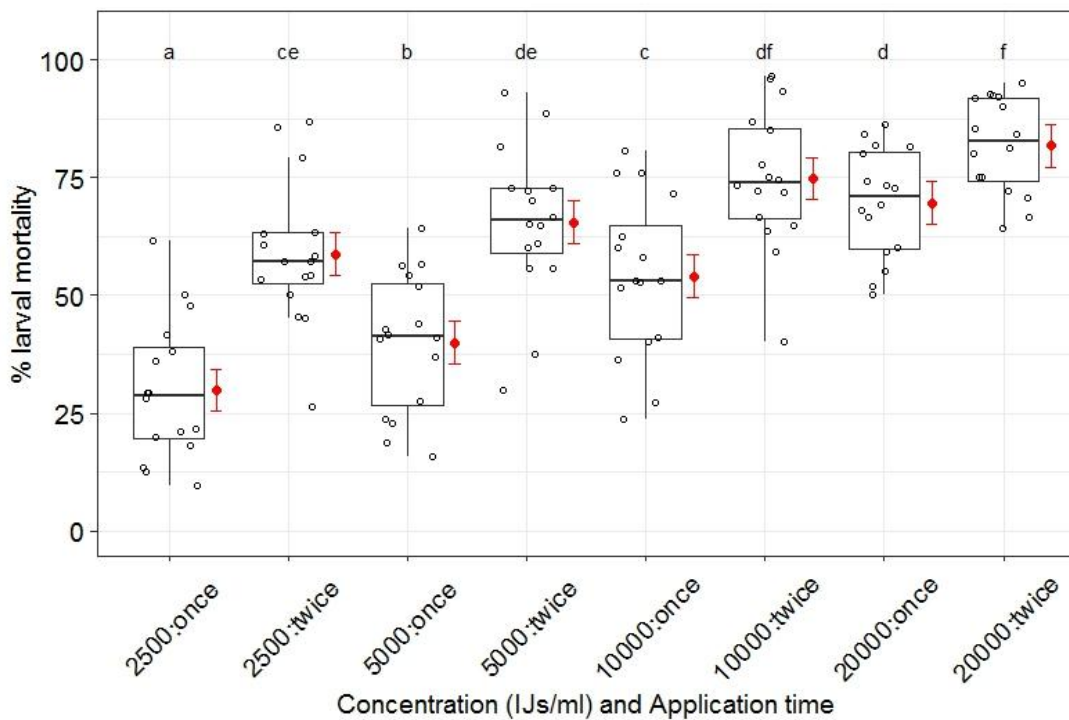 a ce b de c df d f
100
75
50
25
0
% larval mortality
2500:once
2500:twice
5000:once
5000:twice
10000:once
10000:twice
20000:once
20000:twice
Concentration (IJs/ml) and Application time